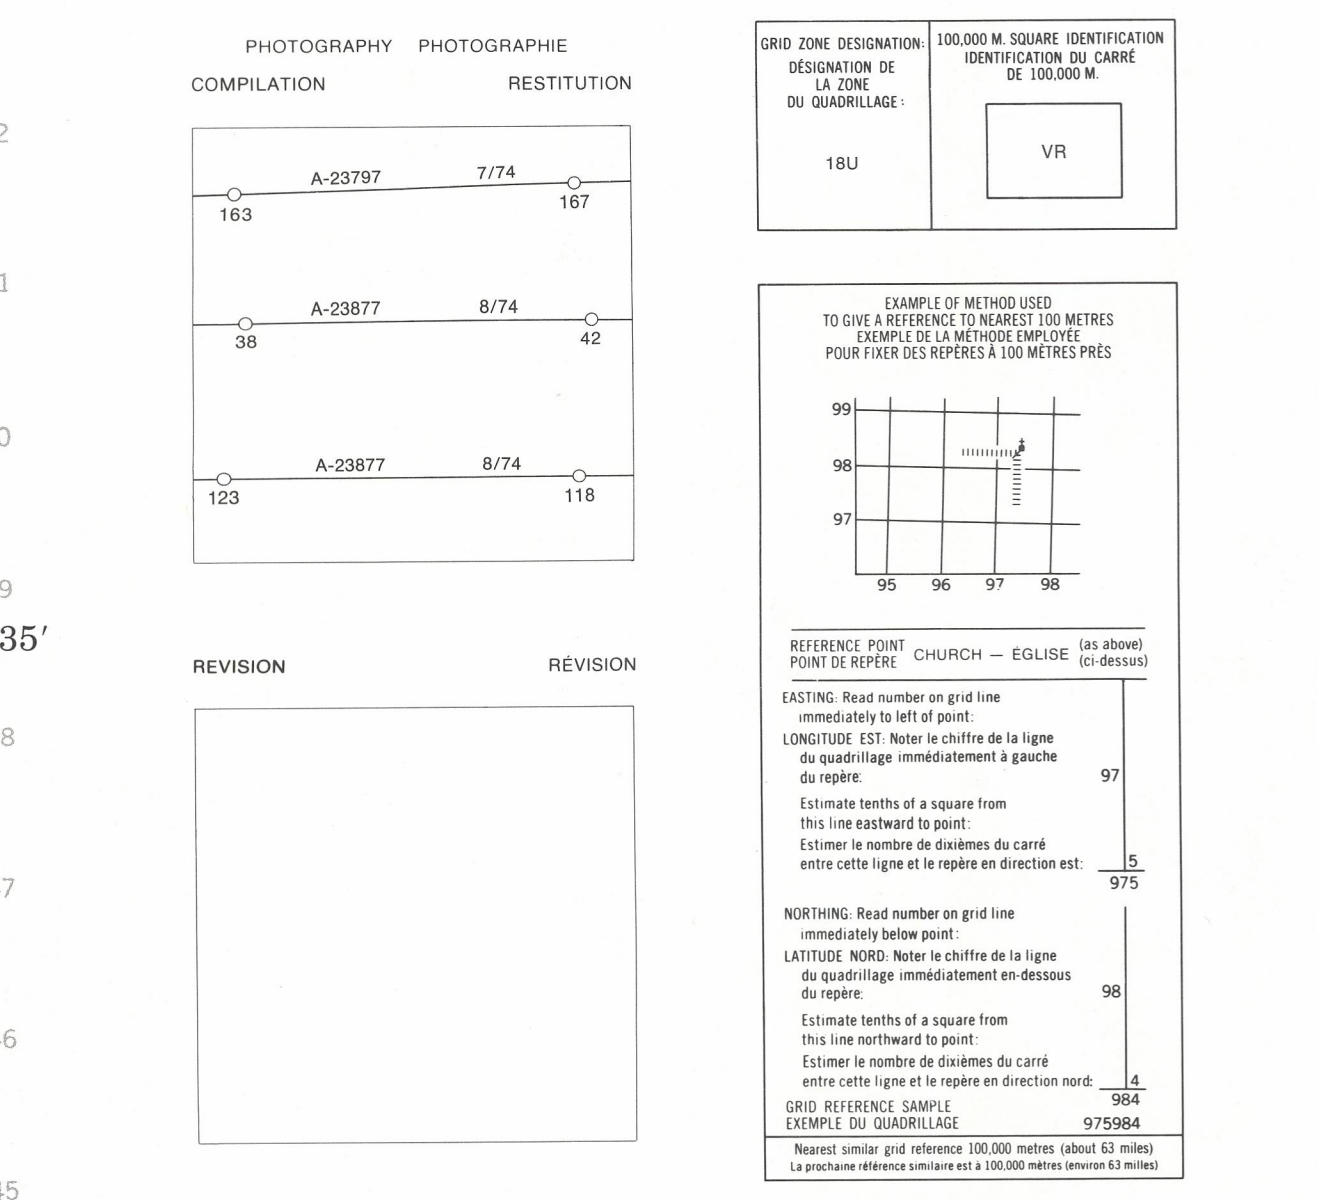 PHOTOGRAPHY PHOTOGRAPHIE
COMPILATION RESTITUTION
A-23797 7/74
163 167
A-23877 8/74
38 42
A-23877 8/74
123 118
REVISION RÉVISION
2
1
0
9
35′
8
47
46
45
GRID ZONE DESIGNATION:
DÉSIGNATION DE
LA ZONE
DU QUADRILLAGE:
18U
100,000 M. SQUARE IDENTIFICATION
IDENTIFICATION DU CARRÉ
DE 100,000 M.
VR
EXAMPLE OF METHOD USED
TO GIVE A REFERENCE TO NEAREST 100 METRES
EXEMPLE DE LA MÉTHODE EMPLOYÉE
POUR FIXER DES REPÈRES À 100 MÈTRES PRÈS
99
98
97
95 96 97 98
REFERENCE POINT
POINT DE REPÈRE
CHURCH — ÉGLISE
(as above)
(ci-dessus)
EASTING: Read number on grid line
immediately to left of point:
LONGITUDE EST: Noter le chiffre de la ligne
du quadrillage immédiatement à gauche
du repère: 97
Estimate tenths of a square from
this line eastward to point:
Estimer le nombre de dixièmes du carré
entre cette ligne et le repère en direction est: 5
975
NORTHING: Read number on grid line
immediately below point:
LATITUDE NORD: Noter le chiffre de la ligne
du quadrillage immédiatement en-dessous
du repère: 98
Estimate tenths of a square from
this line northward to point:
Estimer le nombre de dixièmes du carré
entre cette ligne et le repère en direction nord: 4
984
GRID REFERENCE SAMPLE
EXEMPLE DU QUADRILLAGE 975984
Nearest similar grid reference 100,000 metres (about 63 miles)
La prochaine référence similaire est à 100,000 mètres (environ 63 milles)